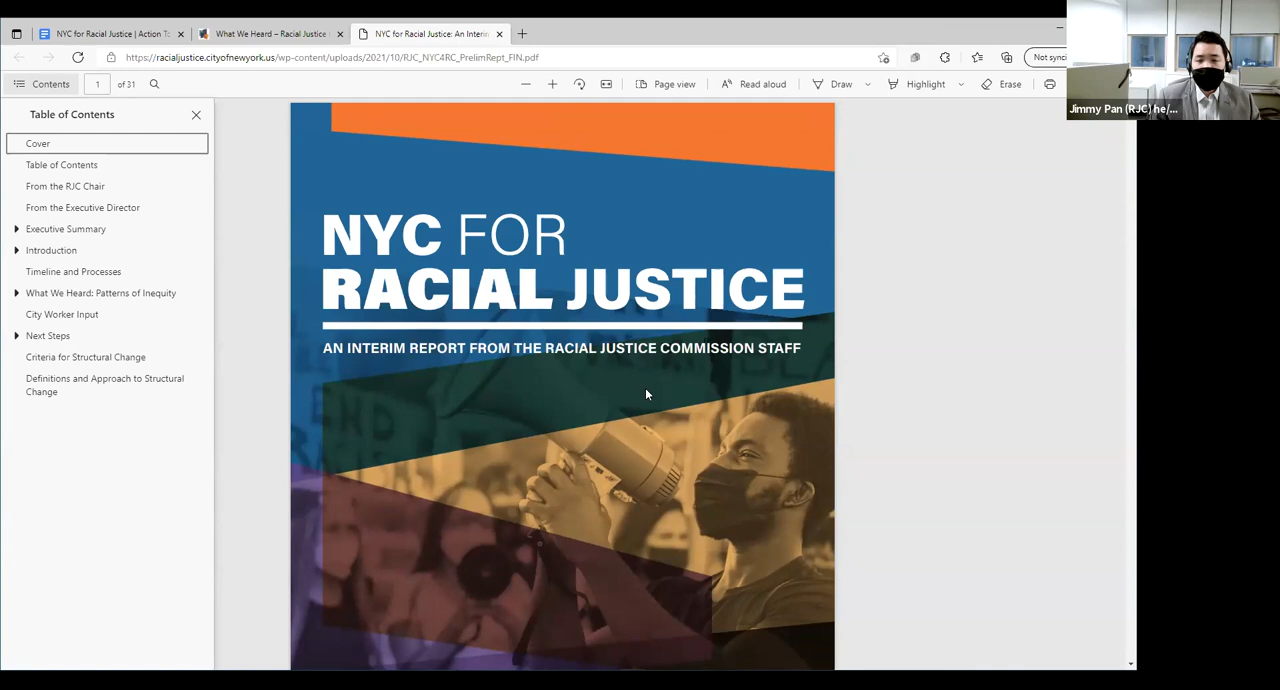 NYC for Racial Justice | Action To
What We Heard – Racial Justice
NYC for Racial Justice: An Interim
https://racialjustice.cityofnewyork.us/wp-content/uploads/2021/10/RJC_NYC4RC_PrelimRept_FIN.pdf
Not synci
Contents
1 of 31
Page view
Read aloud
Draw
Highlight
Erase
Jimmy Pan (RJC) he/...
Table of Contents
Cover
Table of Contents
From the RJC Chair
From the Executive Director
Executive Summary
Introduction
Timeline and Processes
What We Heard: Patterns of Inequity
City Worker Input
Next Steps
Criteria for Structural Change
Definitions and Approach to Structural
Change
NYC FOR
RACIAL JUSTICE
AN INTERIM REPORT FROM THE RACIAL JUSTICE COMMISSION STAFF
END